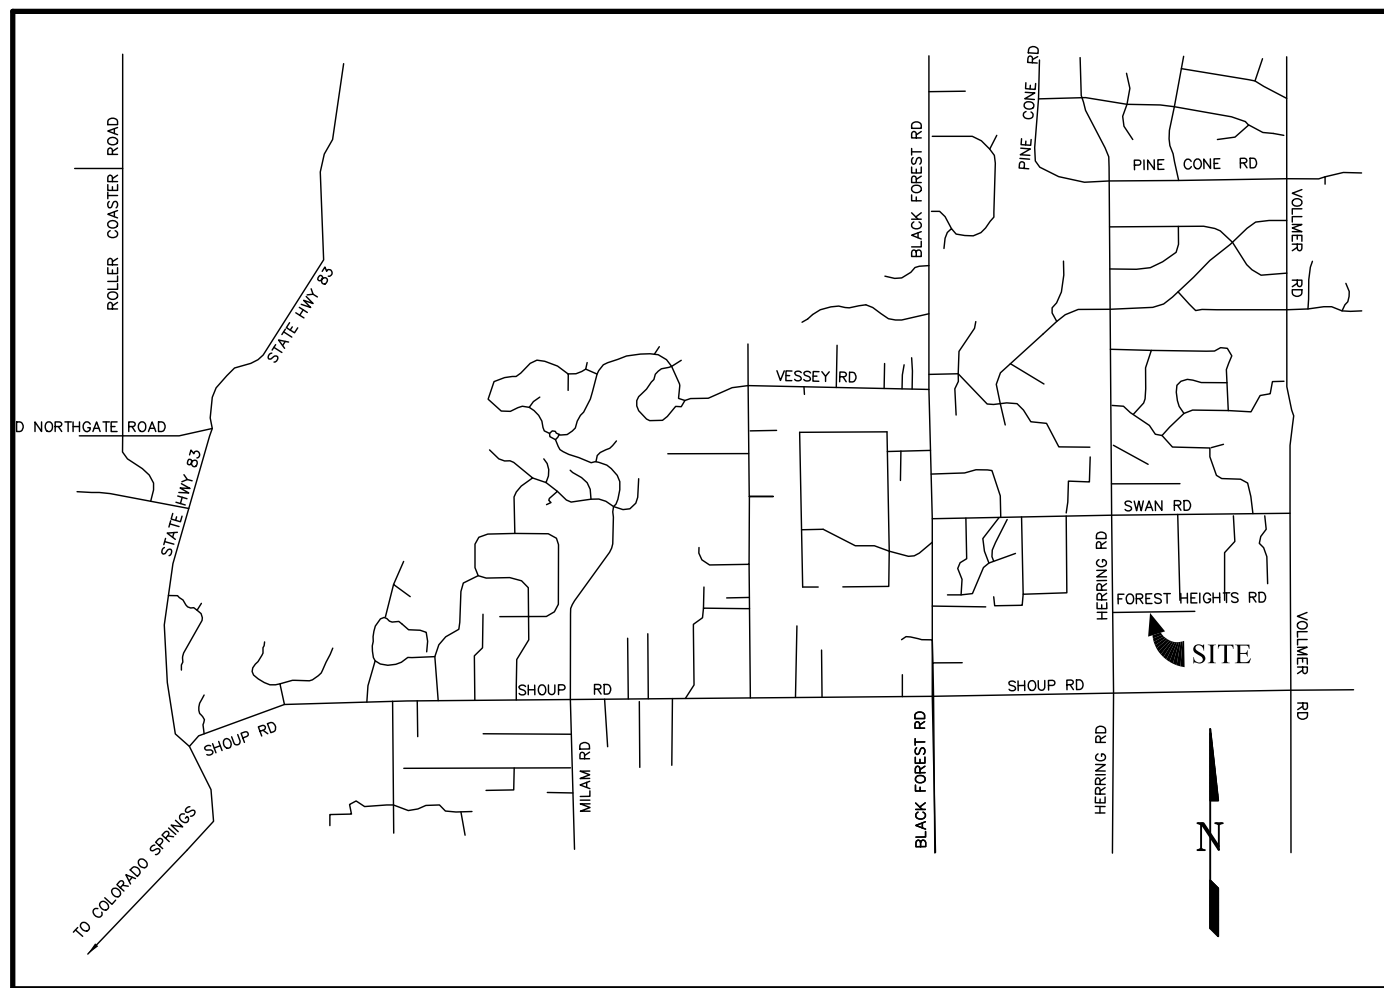 PINE CONE RD
ROLLER COASTER ROAD
BLACK FOREST RD
PINE CONE RD
VOLLMER RD
STATE HWY 83
VESSEY RD
D NORTHGATE ROAD
STATE HWY 83
SWAN RD
HERRING RD
FOREST HEIGHTS RD
SITE
VOLLMER RD
SHOUP RD
SHOUP RD
SHOUP RD
MILAM RD
BLACK FOREST RD
HERRING RD
N
TO COLORADO SPRINGS